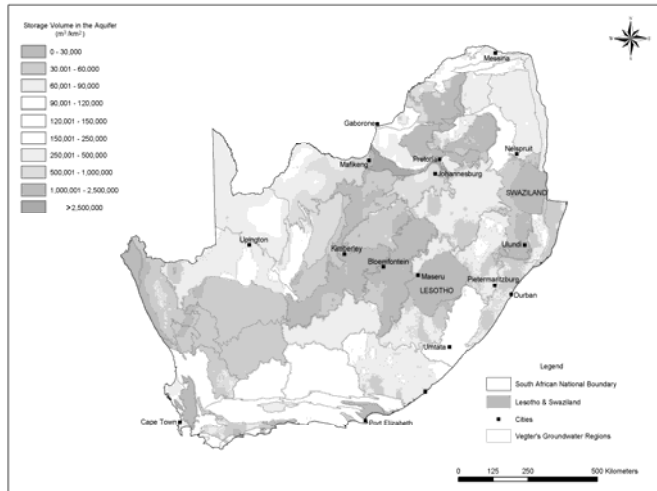 Storage Volume in the Aquifer
(m³/km²)
0 - 30,000
30,001 - 60,000
60,001 - 90,000
90,001 - 120,000
120,001 - 150,000
150,001 - 250,000
250,001 - 500,000
500,001 - 1,000,000
1,000,001 - 2,500,000
>2,500,000
N
W
E
S
Messina
Gaborone
Nelspruit
Mafikeng
Pretoria
Johannesburg
SWAZILAND
Upington
Ulundi
Kimberley
Bloemfontein
Maseru
LESOTHO
Pietermaritzburg
Durban
Umtata
Cape Town
Port Elizabeth
Legend
South African National Boundary
Lesotho & Swaziland
Cities
Vegter's Groundwater Regions
0 125 250 500 Kilometers